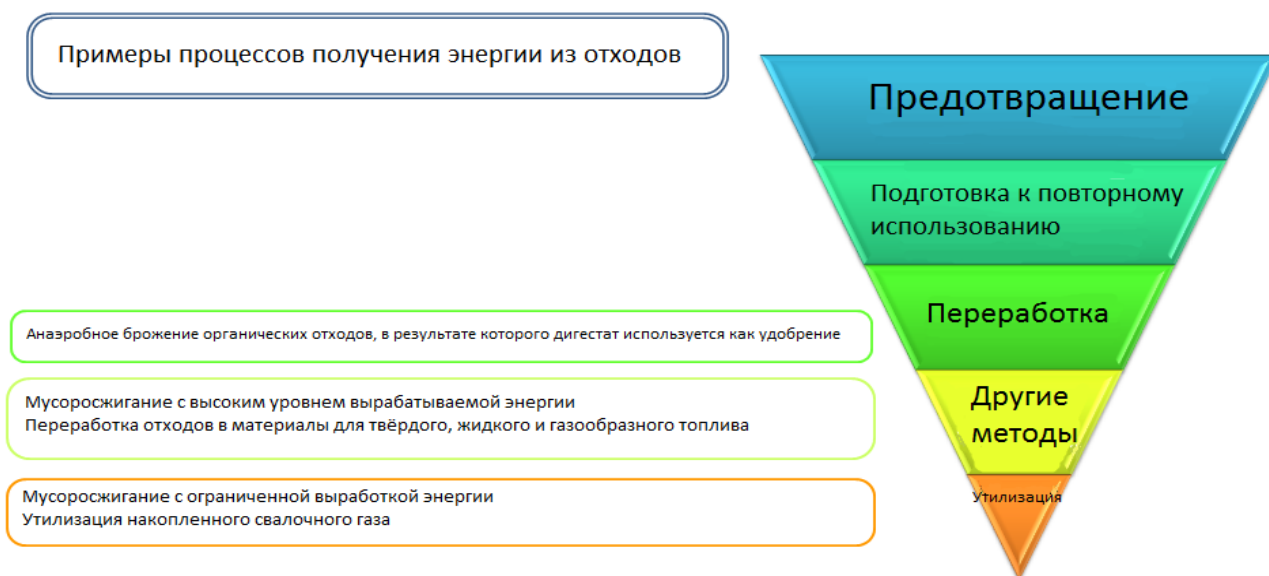 Примеры процессов получения энергии из отходов
Предотвращение
Подготовка к повторному
использованию
Переработка
Анаэробное брожение органических отходов, в результате которого дигестат используется как удобрение
Другие
методы
Мусоросжигание с высоким уровнем вырабатываемой энергии
Переработка отходов в материалы для твёрдого, жидкого и газообразного топлива
Утилизация
Мусоросжигание с ограниченной выработкой энергии
Утилизация накопленного свалочного газа